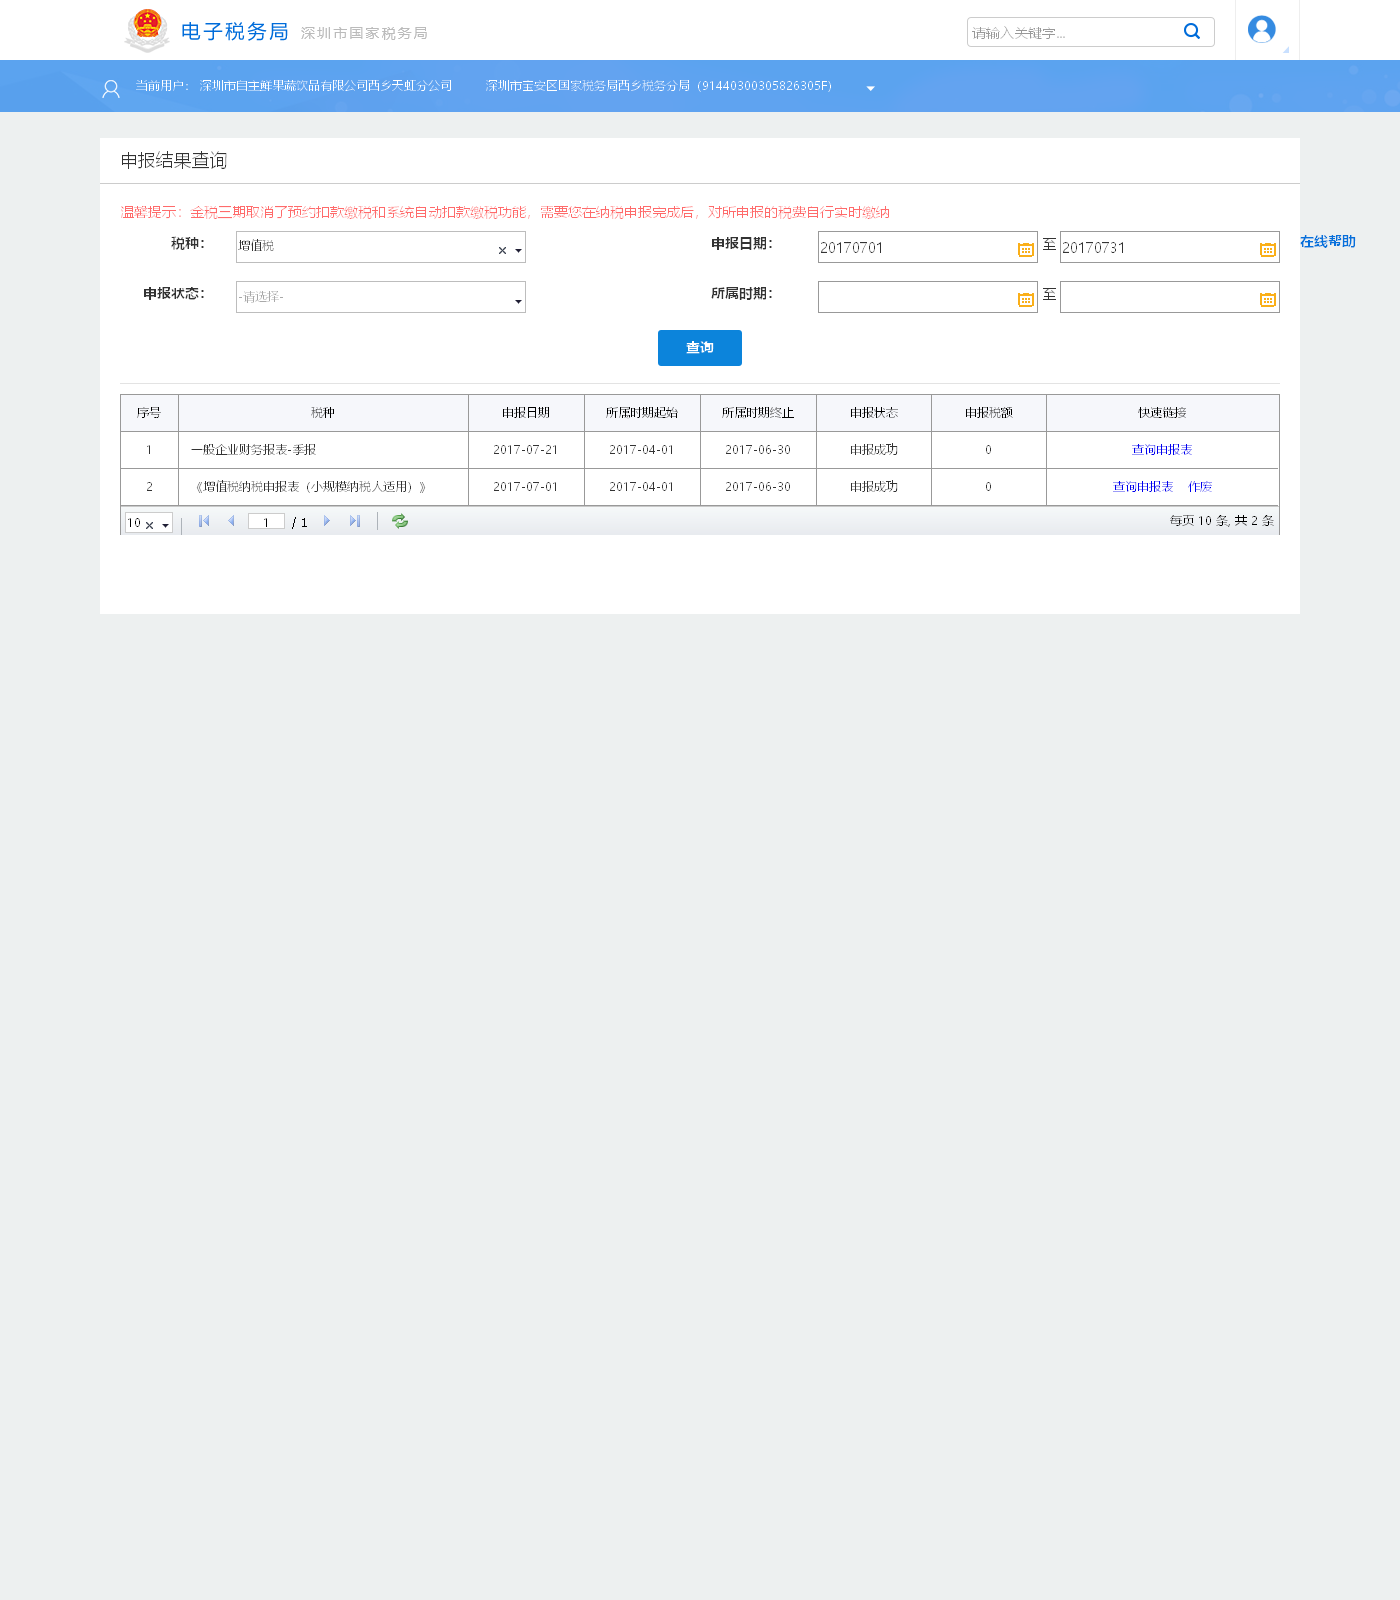 电子税务局 深圳市国家税务局 请输入关键字...
当前用户： 深圳市自主鲜果蔬饮品有限公司西乡天虹分公司 深圳市宝安区国家税务局西乡税务分局（91440300305826305F）
申报结果查询
温馨提示：金税三期取消了预约扣款缴税和系统自动扣款缴税功能，需要您在纳税申报完成后，对所申报的税费自行实时缴纳
税种： 增值税 申报日期： 20170701 至 20170731 在线帮助
申报状态： -请选择- 所属时期： 至
查询
序号 税种 申报日期 所属时期起始 所属时期终止 申报状态 申报税额 快速链接
1 一般企业财务报表-季报 2017-07-21 2017-04-01 2017-06-30 申报成功 0 查询申报表
2 《增值税纳税申报表（小规模纳税人适用）》 2017-07-01 2017-04-01 2017-06-30 申报成功 0 查询申报表 作废
10 1 / 1 每页 10 条, 共 2 条